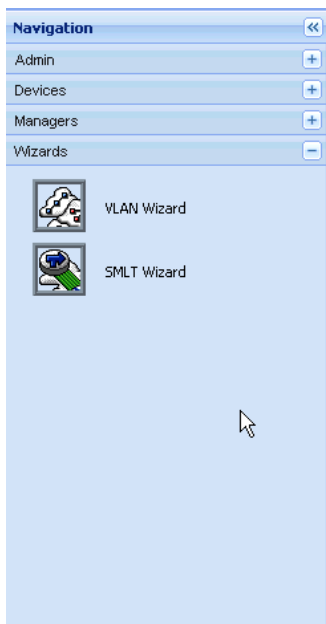 Navigation
Admin
Devices
Managers
Wizards
VLAN Wizard
SMLT Wizard